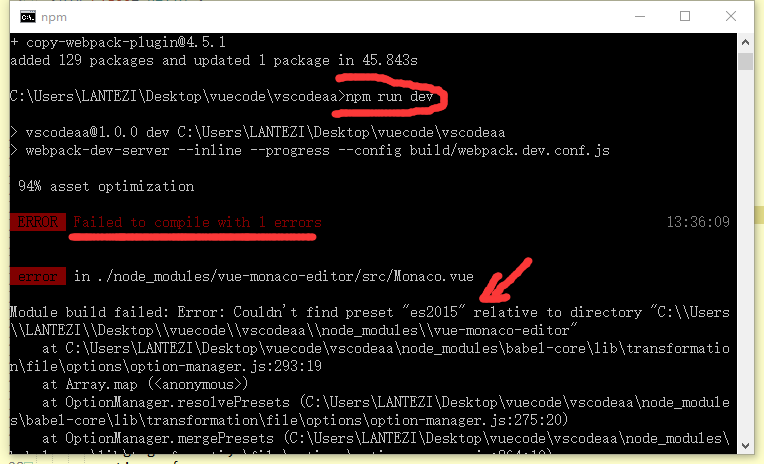 npm
+ copy-webpack-plugin@4.5.1
added 129 packages and updated 1 package in 45.843s
C:\Users\LANTEZI\Desktop\vuecode\vscodeaa>npm run dev
> vscodeaa@1.0.0 dev C:\Users\LANTEZI\Desktop\vuecode\vscodeaa
> webpack-dev-server --inline --progress --config build/webpack.dev.conf.js
94% asset optimization
ERROR Failed to compile with 1 errors 13:36:09
error in ./node_modules/vue-monaco-editor/src/Monaco.vue
Module build failed: Error: Couldn't find preset "es2015" relative to directory "C:\\Users
\\LANTEZI\\Desktop\\vuecode\\vscodeaa\\node_modules\\vue-monaco-editor"
at C:\Users\LANTEZI\Desktop\vuecode\vscodeaa\node_modules\babel-core\lib\transformatio
n\file\options\option-manager.js:293:19
at Array.map (<anonymous>)
at OptionManager.resolvePresets (C:\Users\LANTEZI\Desktop\vuecode\vscodeaa\node_module
s\babel-core\lib\transformation\file\options\option-manager.js:275:20)
at OptionManager.mergePresets (C:\Users\LANTEZI\Desktop\vuecode\vscodeaa\node_modules\